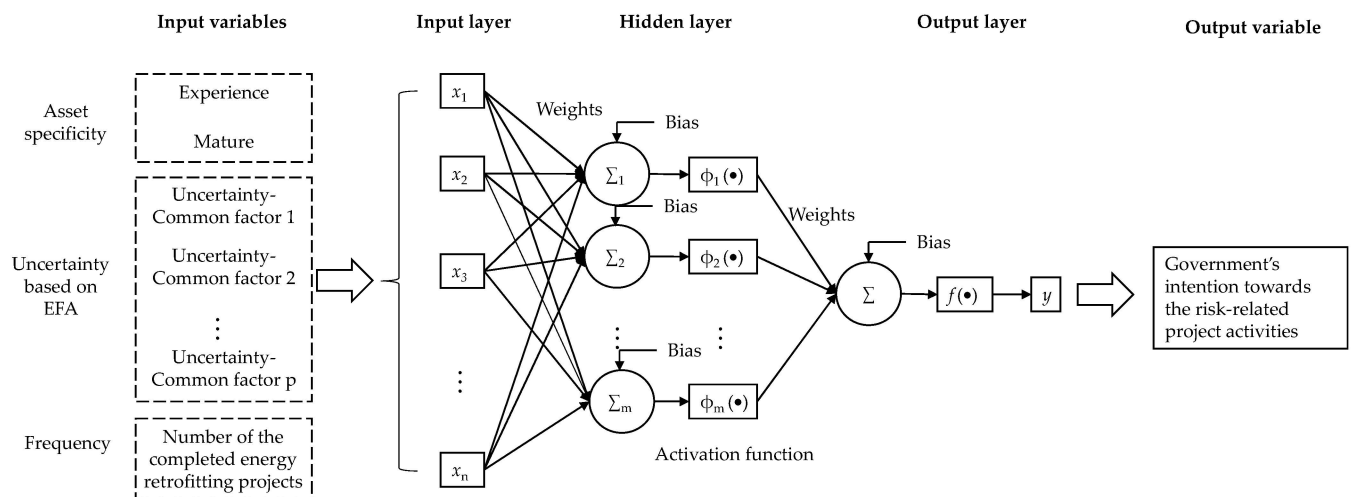 Input variables
Input layer
Hidden layer
Output layer
Output variable
Asset
specificity
Experience
Mature
Uncertainty
based on
EFA
Uncertainty-
Common factor 1
Uncertainty-
Common factor 2
⋮
Uncertainty-
Common factor p
Frequency
Number of the
completed energy
retrofitting projects
x₁
x₂
x₃
⋮
xₙ
Weights
Bias
∑₁
ϕ₁(•)
Bias
∑₂
ϕ₂(•)
⋮
⋮
Bias
∑ₘ
ϕₘ(•)
Activation function
Weights
Bias
∑
f(•)
y
Government’s
intention towards
the risk-related
project activities